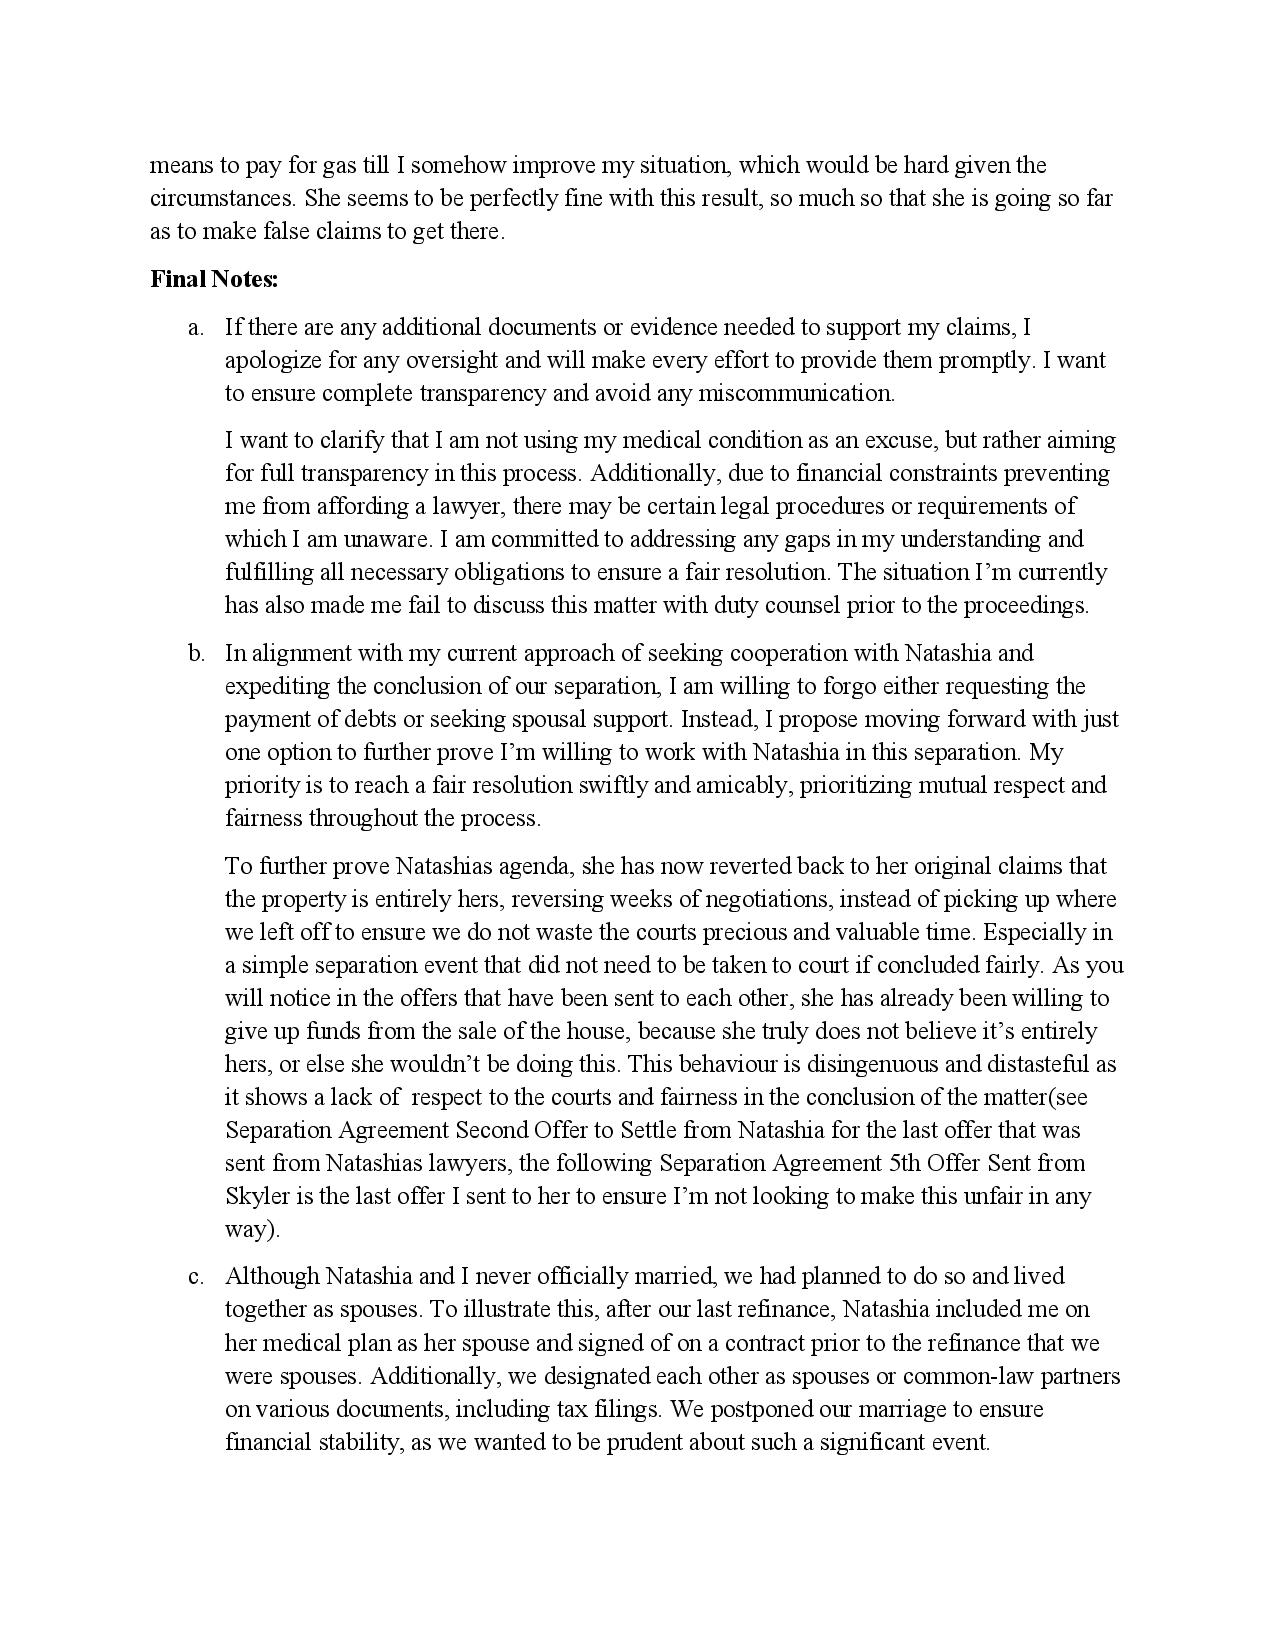 means to pay for gas till I somehow improve my situation, which would be hard given the
circumstances. She seems to be perfectly fine with this result, so much so that she is going so far
as to make false claims to get there.
Final Notes:
a. If there are any additional documents or evidence needed to support my claims, I
apologize for any oversight and will make every effort to provide them promptly. I want
to ensure complete transparency and avoid any miscommunication.
I want to clarify that I am not using my medical condition as an excuse, but rather aiming
for full transparency in this process. Additionally, due to financial constraints preventing
me from affording a lawyer, there may be certain legal procedures or requirements of
which I am unaware. I am committed to addressing any gaps in my understanding and
fulfilling all necessary obligations to ensure a fair resolution. The situation I’m currently
has also made me fail to discuss this matter with duty counsel prior to the proceedings.
b. In alignment with my current approach of seeking cooperation with Natashia and
expediting the conclusion of our separation, I am willing to forgo either requesting the
payment of debts or seeking spousal support. Instead, I propose moving forward with just
one option to further prove I’m willing to work with Natashia in this separation. My
priority is to reach a fair resolution swiftly and amicably, prioritizing mutual respect and
fairness throughout the process.
To further prove Natashias agenda, she has now reverted back to her original claims that
the property is entirely hers, reversing weeks of negotiations, instead of picking up where
we left off to ensure we do not waste the courts precious and valuable time. Especially in
a simple separation event that did not need to be taken to court if concluded fairly. As you
will notice in the offers that have been sent to each other, she has already been willing to
give up funds from the sale of the house, because she truly does not believe it’s entirely
hers, or else she wouldn’t be doing this. This behaviour is disingenuous and distasteful as
it shows a lack of  respect to the courts and fairness in the conclusion of the matter(see
Separation Agreement Second Offer to Settle from Natashia for the last offer that was
sent from Natashias lawyers, the following Separation Agreement 5th Offer Sent from
Skyler is the last offer I sent to her to ensure I’m not looking to make this unfair in any
way).
c. Although Natashia and I never officially married, we had planned to do so and lived
together as spouses. To illustrate this, after our last refinance, Natashia included me on
her medical plan as her spouse and signed of on a contract prior to the refinance that we
were spouses. Additionally, we designated each other as spouses or common-law partners
on various documents, including tax filings. We postponed our marriage to ensure
financial stability, as we wanted to be prudent about such a significant event.